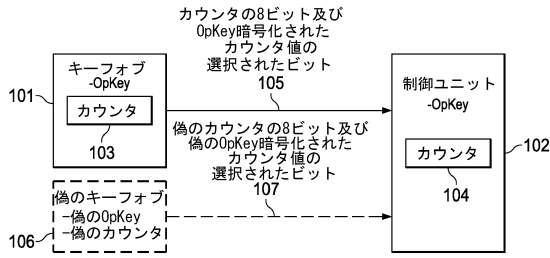 カウンタの8ビット及び
OpKey暗号化された
カウンタ値の
選択されたビット
105
キーフォブ
-OpKey
カウンタ
101
103
制御ユニット
-OpKey
カウンタ
104
102
偽のカウンタの8ビット及び
偽のOpKey暗号化された
カウンタ値の
選択されたビット
107
偽のキーフォブ
-偽のOpKey
-偽のカウンタ
106